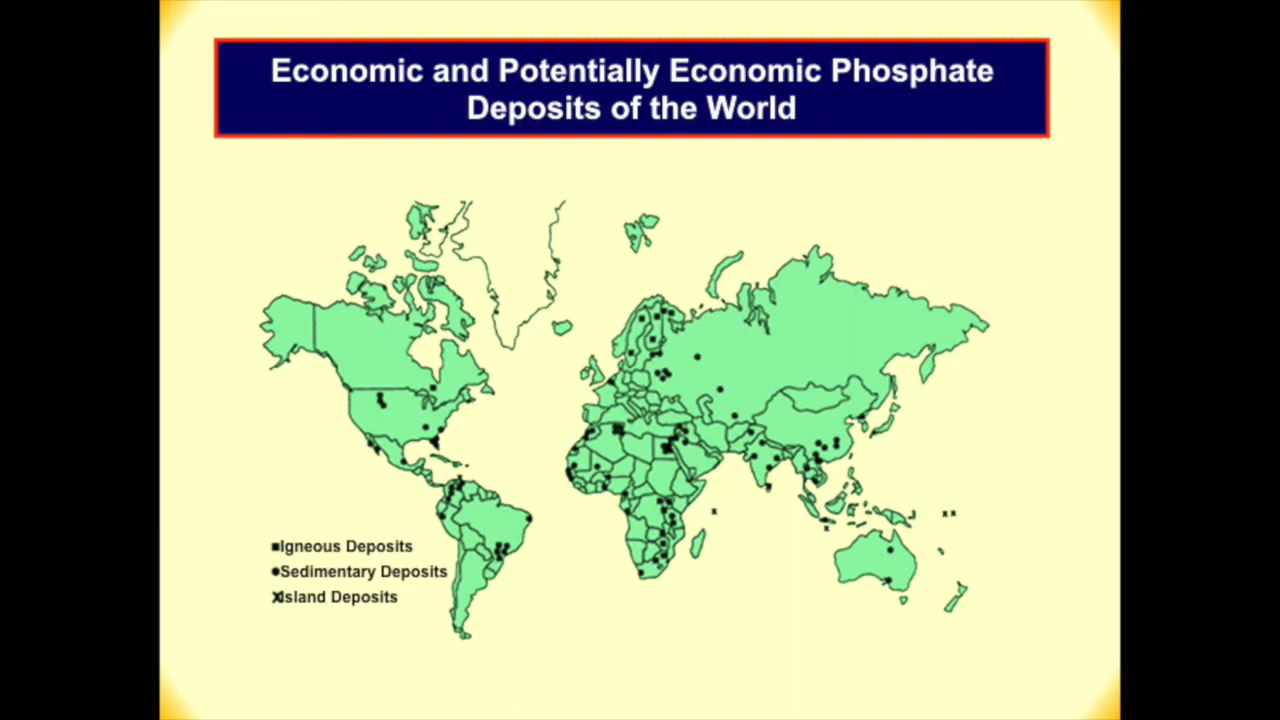 Economic and Potentially Economic Phosphate
Deposits of the World
Igneous Deposits
Sedimentary Deposits
Island Deposits